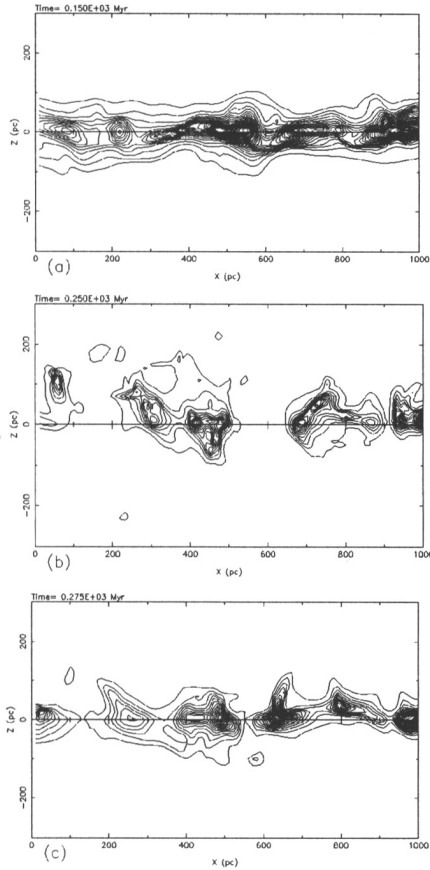 Time= 0.150E+03 Myr
200
0
-200
Z (pc)
0 200 400 600 800 1000
X (pc)
(a)
Time= 0.250E+03 Myr
200
0
-200
Z (pc)
0 200 400 600 800 1000
X (pc)
(b)
Time= 0.275E+03 Myr
200
0
-200
Z (pc)
0 200 400 600 800 1000
X (pc)
(c)